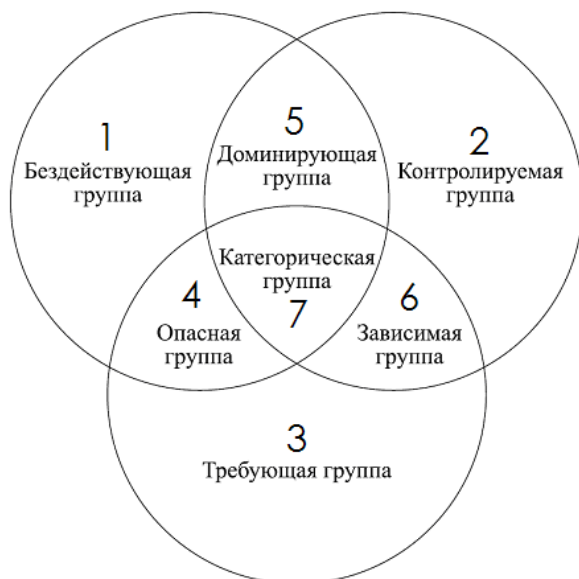 1
Бездействующая
группа
5
Доминирующая
группа
2
Контролируемая
группа
Категорическая
группа
7
4
Опасная
группа
6
Зависимая
группа
3
Требующая группа